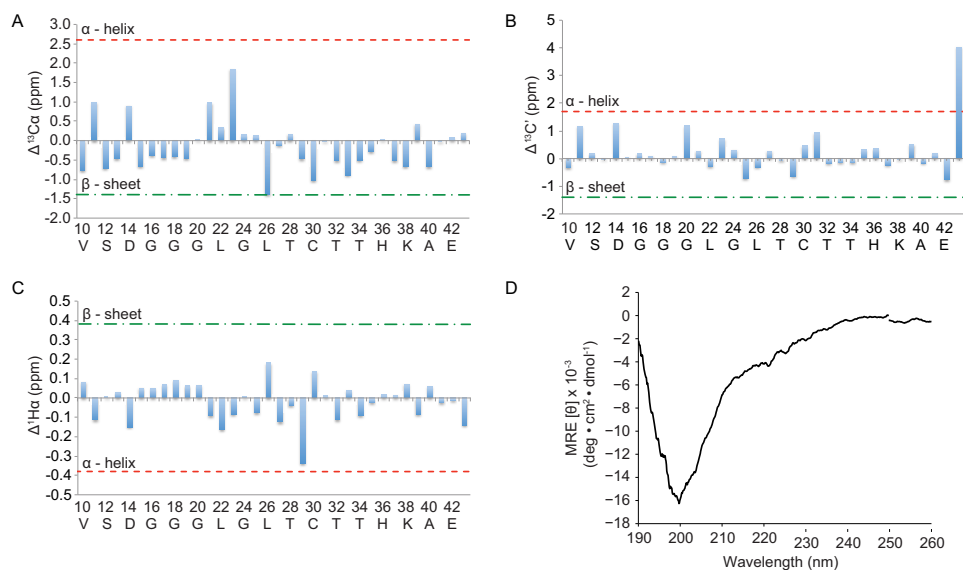 A
Δ ¹³Cα (ppm)
3.0
2.5
2.0
1.5
1.0
0.5
0.0
-0.5
-1.0
-1.5
-2.0
α - helix
β - sheet
10 12 14 16 18 20 22 24 26 28 30 32 34 36 38 40 42
V S D G G G L G L T C T T H K A E
B
Δ ¹³C' (ppm)
5
4
3
2
1
0
-1
-2
α - helix
β - sheet
10 12 14 16 18 20 22 24 26 28 30 32 34 36 38 40 42
V S D G G G L G L T C T T H K A E
C
Δ ¹Hα (ppm)
0.5
0.4
0.3
0.2
0.1
0.0
-0.1
-0.2
-0.3
-0.4
-0.5
β - sheet
α - helix
10 12 14 16 18 20 22 24 26 28 30 32 34 36 38 40 42
V S D G G G L G L T C T T H K A E
D
MRE [θ] x 10⁻³
(deg • cm² • dmol⁻¹)
2
0
−2
−4
−6
−8
−10
−12
−14
−16
−18
190 200 210 220 230 240 250 260
Wavelength (nm)